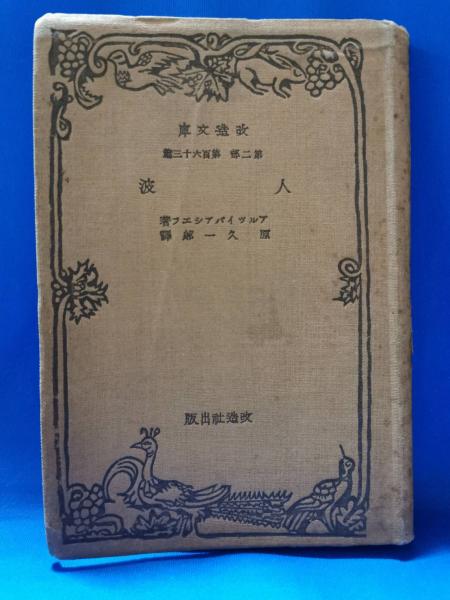 改造文庫
第二部 第百六十三篇
人波
アルツイバアシエフ著
原久一郎譯
改造社出版